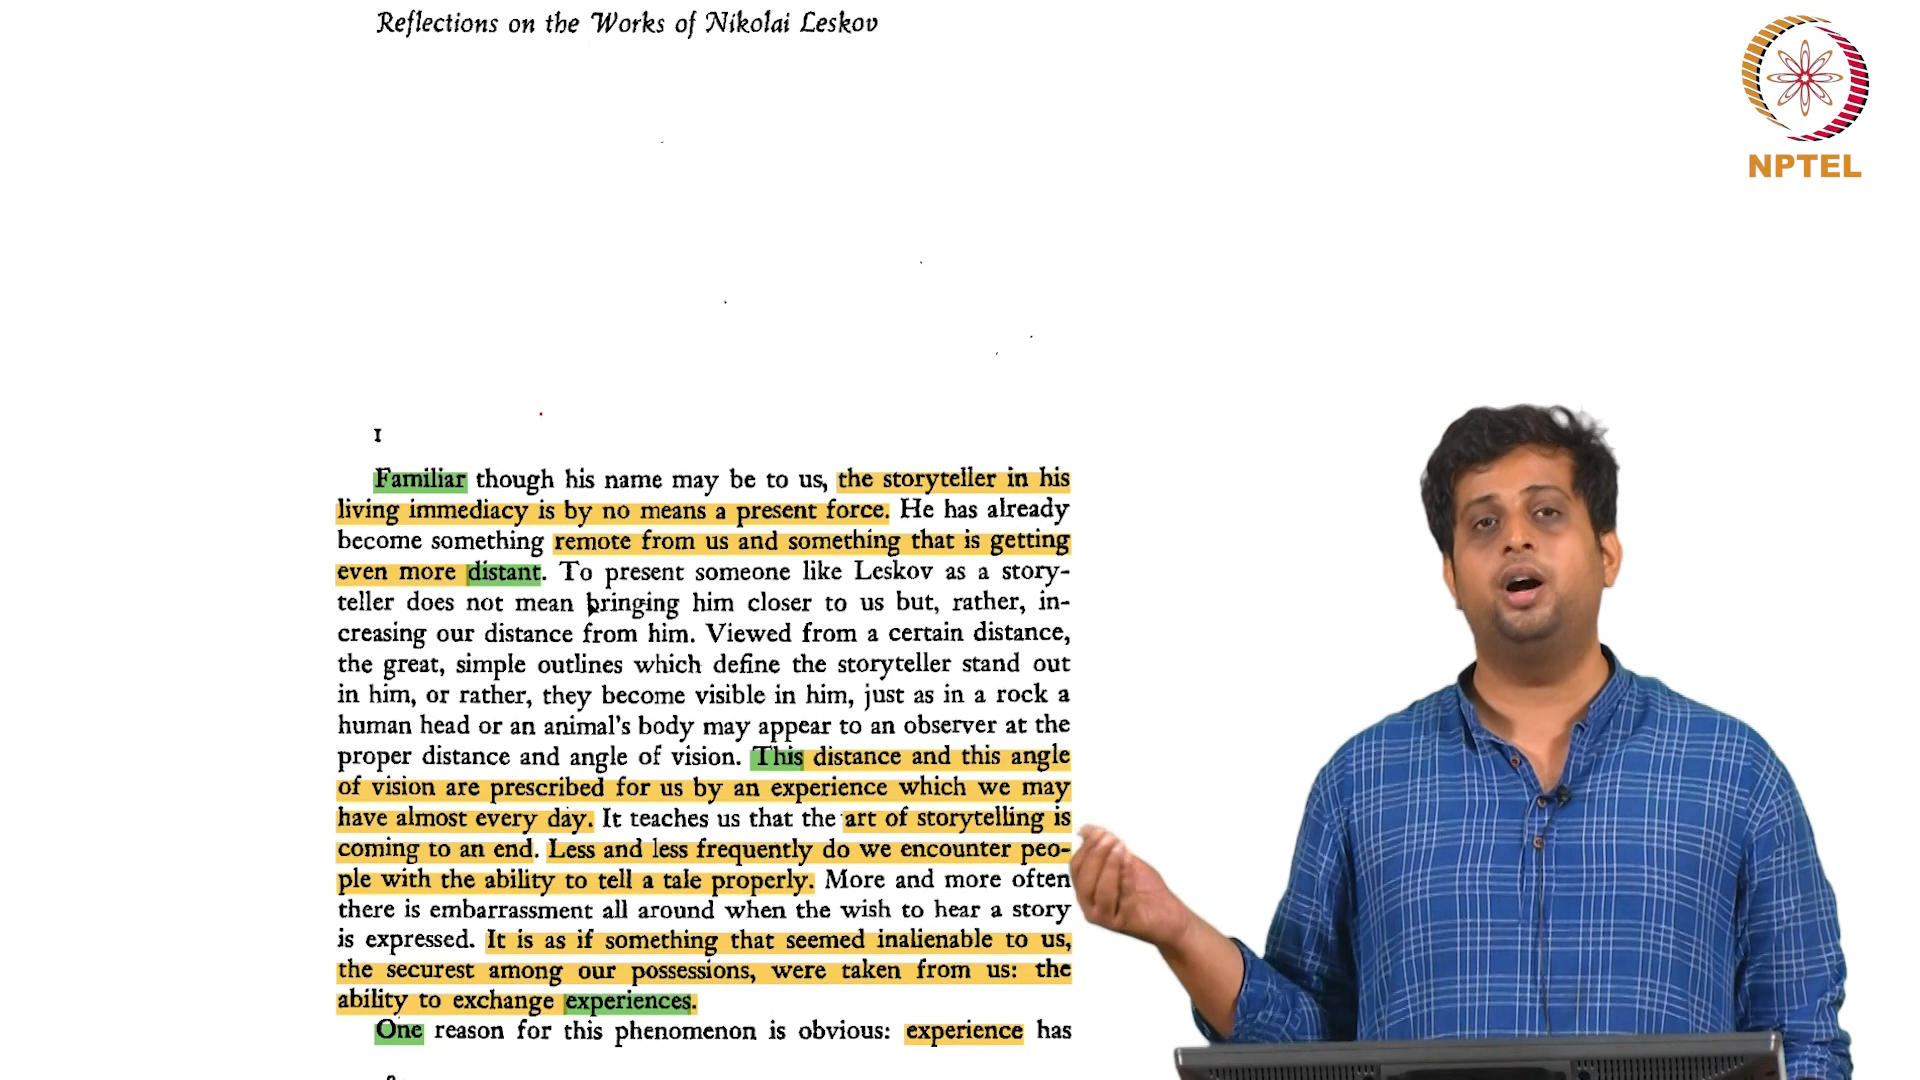 Reflections on the Works of Nikolai Leskov
NPTEL
I
Familiar though his name may be to us, the storyteller in his
living immediacy is by no means a present force. He has already
become something remote from us and something that is getting
even more distant. To present someone like Leskov as a story-
teller does not mean bringing him closer to us but, rather, in-
creasing our distance from him. Viewed from a certain distance,
the great, simple outlines which define the storyteller stand out
in him, or rather, they become visible in him, just as in a rock a
human head or an animal's body may appear to an observer at the
proper distance and angle of vision. This distance and this angle
of vision are prescribed for us by an experience which we may
have almost every day. It teaches us that the art of storytelling is
coming to an end. Less and less frequently do we encounter peo-
ple with the ability to tell a tale properly. More and more often
there is embarrassment all around when the wish to hear a story
is expressed. It is as if something that seemed inalienable to us,
the securest among our possessions, were taken from us: the
ability to exchange experiences.
One reason for this phenomenon is obvious: experience has